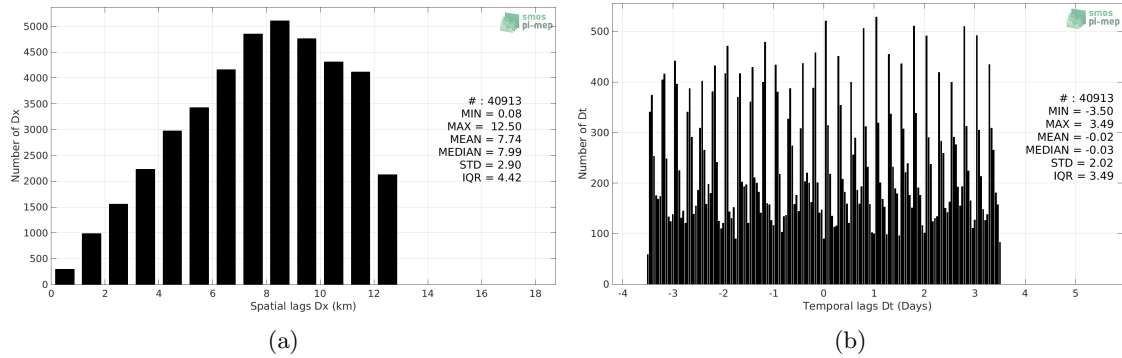 smos
pi-mep
5000
4500
4000
3500
3000
2500
2000
1500
1000
500
0
Number of Dx
# : 40913
MIN = 0.08
MAX = 12.50
MEAN = 7.74
MEDIAN = 7.99
STD = 2.90
IQR = 4.42
0 2 4 6 8 10 12 14 16 18
Spatial lags Dx (km)
(a)
smos
pi-mep
500
400
300
200
100
0
Number of Dt
# : 40913
MIN = -3.50
MAX = 3.49
MEAN = -0.02
MEDIAN = -0.03
STD = 2.02
IQR = 3.49
-4 -3 -2 -1 0 1 2 3 4 5
Temporal lags Dt (Days)
(b)